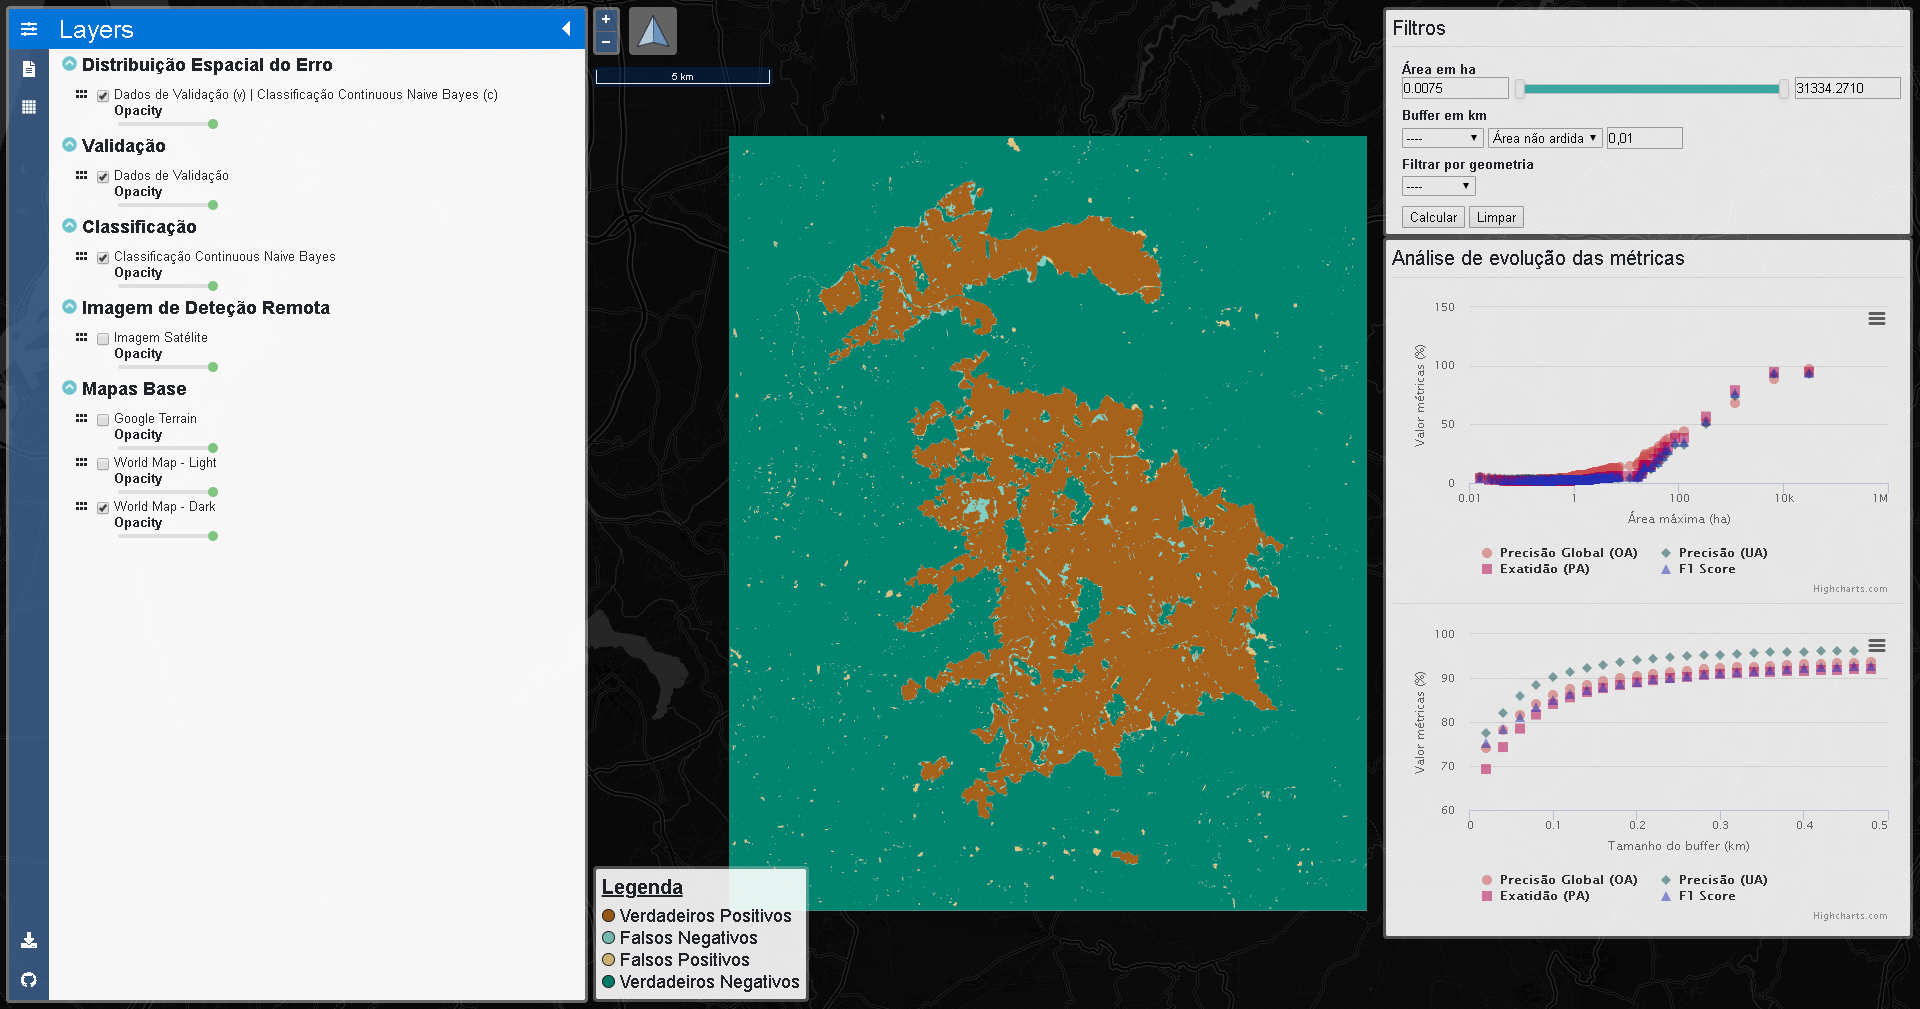 Layers
Distribuição Espacial do Erro
Dados de Validação (v) | Classificação Continuous Naive Bayes (c)
Opacity
Validação
Dados de Validação
Opacity
Classificação
Classificação Continuous Naive Bayes
Opacity
Imagem de Deteção Remota
Imagem Satélite
Opacity
Mapas Base
Google Terrain
Opacity
World Map - Light
Opacity
World Map - Dark
Opacity
+
−
5 km
Legenda
Verdadeiros Positivos
Falsos Negativos
Falsos Positivos
Verdadeiros Negativos
Filtros
Área em ha
0.0075 31334.2710
Buffer em km
---- Área não ardida 0,01
Filtrar por geometria
----
Calcular Limpar
Análise de evolução das métricas
Valor métricas (%)
150
100
50
0
0.01 1 100 10k 1M
Área máxima (ha)
Precisão Global (OA) Precisão (UA)
Exatidão (PA) F1 Score
Highcharts.com
Valor métricas (%)
100
90
80
70
60
0 0.1 0.2 0.3 0.4 0.5
Tamanho do buffer (km)
Precisão Global (OA) Precisão (UA)
Exatidão (PA) F1 Score
Highcharts.com